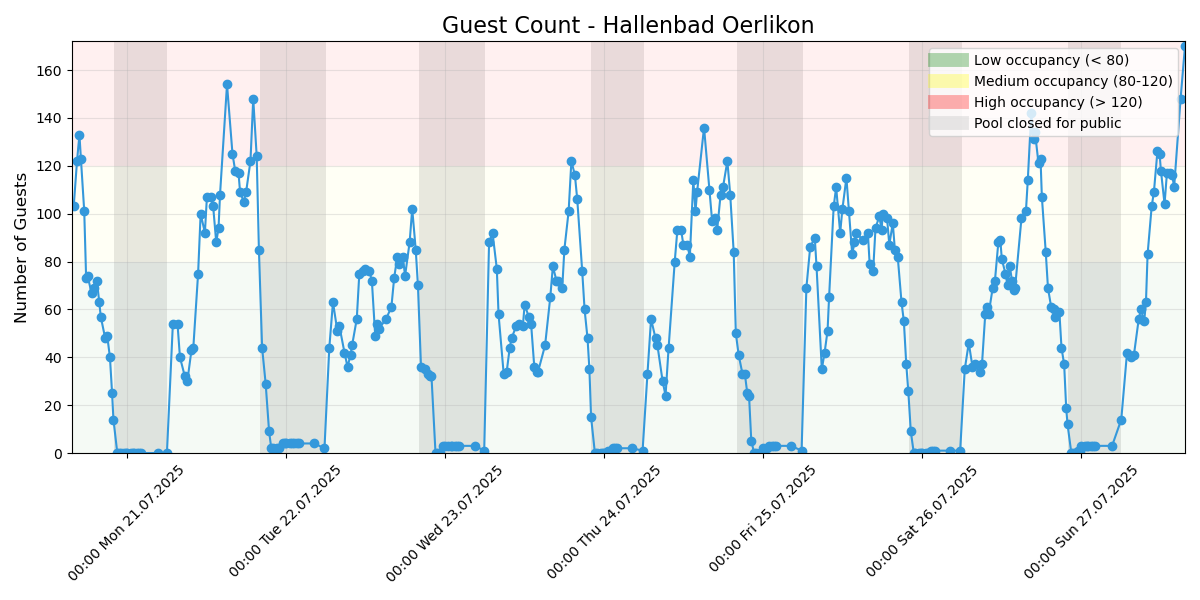 Guest Count - Hallenbad Oerlikon
Number of Guests
160
140
120
100
80
60
40
20
0
Low occupancy (< 80)
Medium occupancy (80-120)
High occupancy (> 120)
Pool closed for public
00:00 Mon 21.07.2025
00:00 Tue 22.07.2025
00:00 Wed 23.07.2025
00:00 Thu 24.07.2025
00:00 Fri 25.07.2025
00:00 Sat 26.07.2025
00:00 Sun 27.07.2025